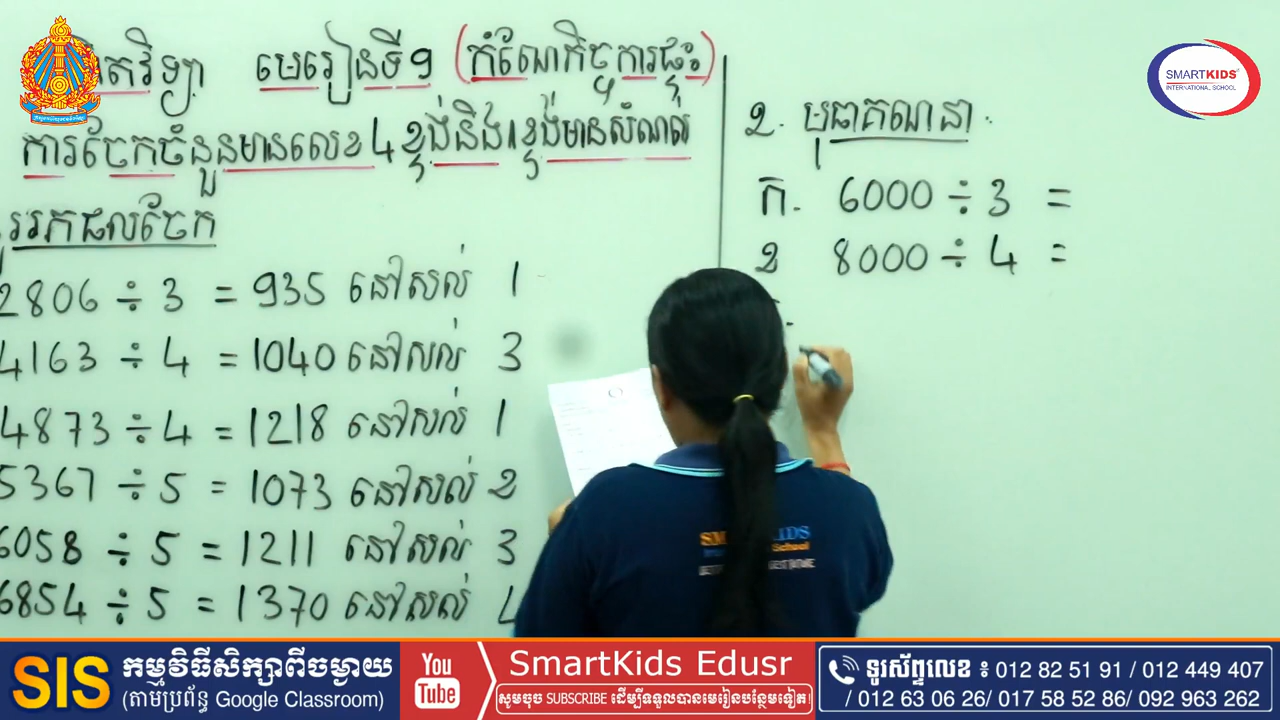 តវិទ្យា មេរៀនទី១ (កំណែកិច្ចការផ្ទះ)
ការចែកចំនួនមានលេខ 4 ខ្ទង់និង ១ ខ្ទង់មានសំណល់
រកផលចែក
2806 ÷ 3 = 935 នៅសល់ 1
4163 ÷ 4 = 1040 នៅសល់ 3
4873 ÷ 4 = 1218 នៅសល់ 1
5367 ÷ 5 = 1073 នៅសល់ 2
6058 ÷ 5 = 1211 នៅសល់ 3
6854 ÷ 5 = 1370 នៅសល់ 4
2. មុធាគណនា.
ក. 6000 ÷ 3 =
ខ 8000 ÷ 4 =
SMARTKIDS
INTERNATIONAL SCHOOL
SIS កម្មវិធីសិក្សាពីចម្ងាយ
(តាមប្រព័ន្ធ Google Classroom)
You Tube
SmartKids Edusr
សូមចុច SUBSCRIBE ដើម្បីទទួលបានមេរៀនបន្ថែមទៀត!
ទូរស័ព្ទលេខ ៖ 012 82 51 91 / 012 449 407
/ 012 63 06 26/ 017 58 52 86/ 092 963 262